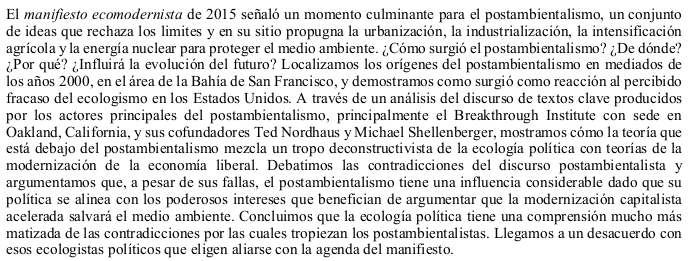 El manifiesto ecomodernista de 2015 señaló un momento culminante para el postambientalismo, un conjunto
de ideas que rechaza los limites y en su sitio propugna la urbanización, la industrialización, la intensificación
agrícola y la energía nuclear para proteger el medio ambiente. ¿Cómo surgió el postambientalismo? ¿De dónde?
¿Por qué? ¿Influirá la evolución del futuro? Localizamos los orígenes del postambientalismo en mediados de
los años 2000, en el área de la Bahía de San Francisco, y demostramos como surgió como reacción al percibido
fracaso del ecologismo en los Estados Unidos. A través de un análisis del discurso de textos clave producidos
por los actores principales del postambientalismo, principalmente el Breakthrough Institute con sede en
Oakland, California, y sus cofundadores Ted Nordhaus y Michael Shellenberger, mostramos cómo la teoría que
está debajo del postambientalismo mezcla un tropo deconstructivista de la ecología política con teorías de la
modernización de la economía liberal. Debatimos las contradicciones del discurso postambientalista y
argumentamos que, a pesar de sus fallas, el postambientalismo tiene una influencia considerable dado que su
política se alinea con los poderosos intereses que benefician de argumentar que la modernización capitalista
acelerada salvará el medio ambiente. Concluimos que la ecología política tiene una comprensión mucho más
matizada de las contradicciones por las cuales tropiezan los postambientalistas. Llegamos a un desacuerdo con
esos ecologistas políticos que eligen aliarse con la agenda del manifiesto.